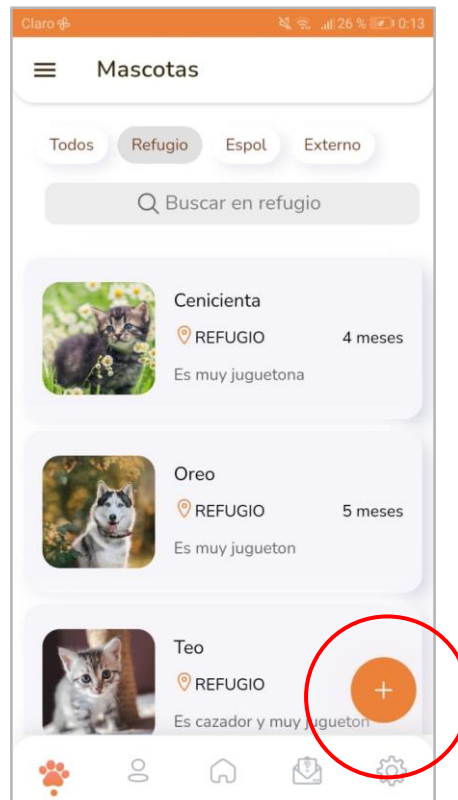 Claro 26 % 0:13
Mascotas
Todos Refugio Espol Externo
Buscar en refugio
Cenicienta
REFUGIO 4 meses
Es muy juguetona
Oreo
REFUGIO 5 meses
Es muy jugueton
Teo
REFUGIO
Es cazador y muy jugueton